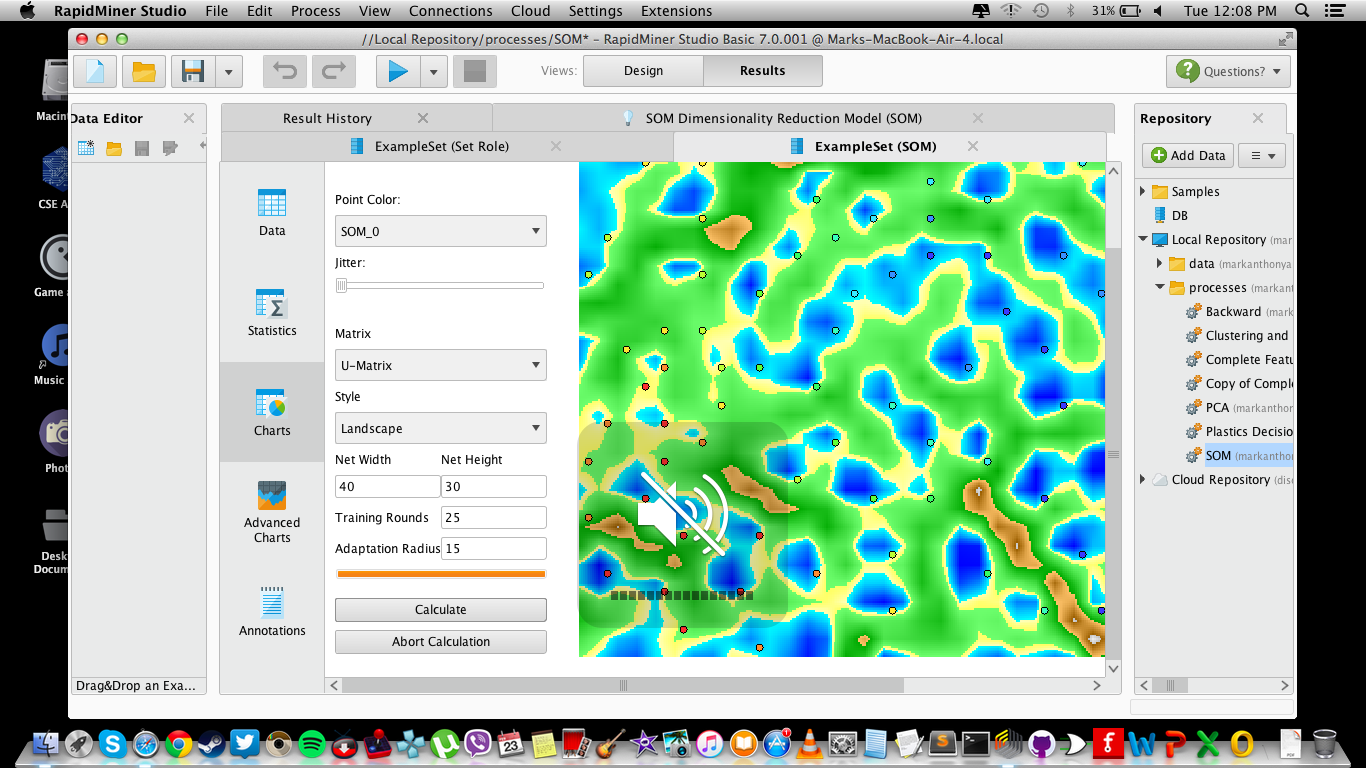 RapidMiner Studio File Edit Process View Connections Cloud Settings Extensions 31% Tue 12:08 PM
//Local Repository/processes/SOM* – RapidMiner Studio Basic 7.0.001 @ Marks-MacBook-Air-4.local
Views: Design Results Questions?
Macint
CSE A
Game a
Music
Phot
Desk
Docum
Data Editor
Drag&Drop an Exa...
Result History SOM Dimensionality Reduction Model (SOM)
ExampleSet (Set Role) ExampleSet (SOM)
Data
Statistics
Charts
Advanced
Charts
Annotations
Point Color:
SOM_0
Jitter:
Matrix
U-Matrix
Style
Landscape
Net Width Net Height
40 30
Training Rounds 25
Adaptation Radius 15
Calculate
Abort Calculation
Repository
Add Data
Samples
DB
Local Repository (mar
data (markanthonya
processes (markant
Backward (mark
Clustering and
Complete Featu
Copy of Comple
PCA (markanthor
Plastics Decisio
SOM (markantho
Cloud Repository (disc
23